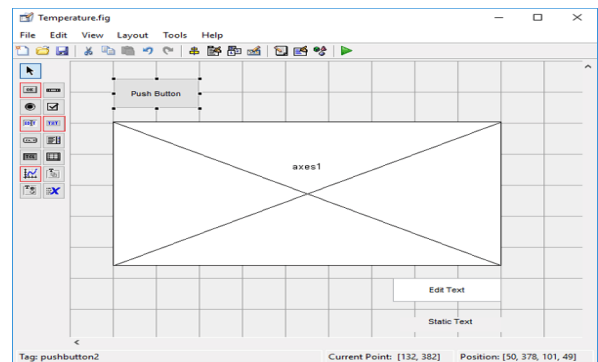 Temperature.fig
File Edit View Layout Tools Help
Push Button
axes1
Edit Text
Static Text
Tag: pushbutton2 Current Point: [132, 382] Position: [50, 378, 101, 49]